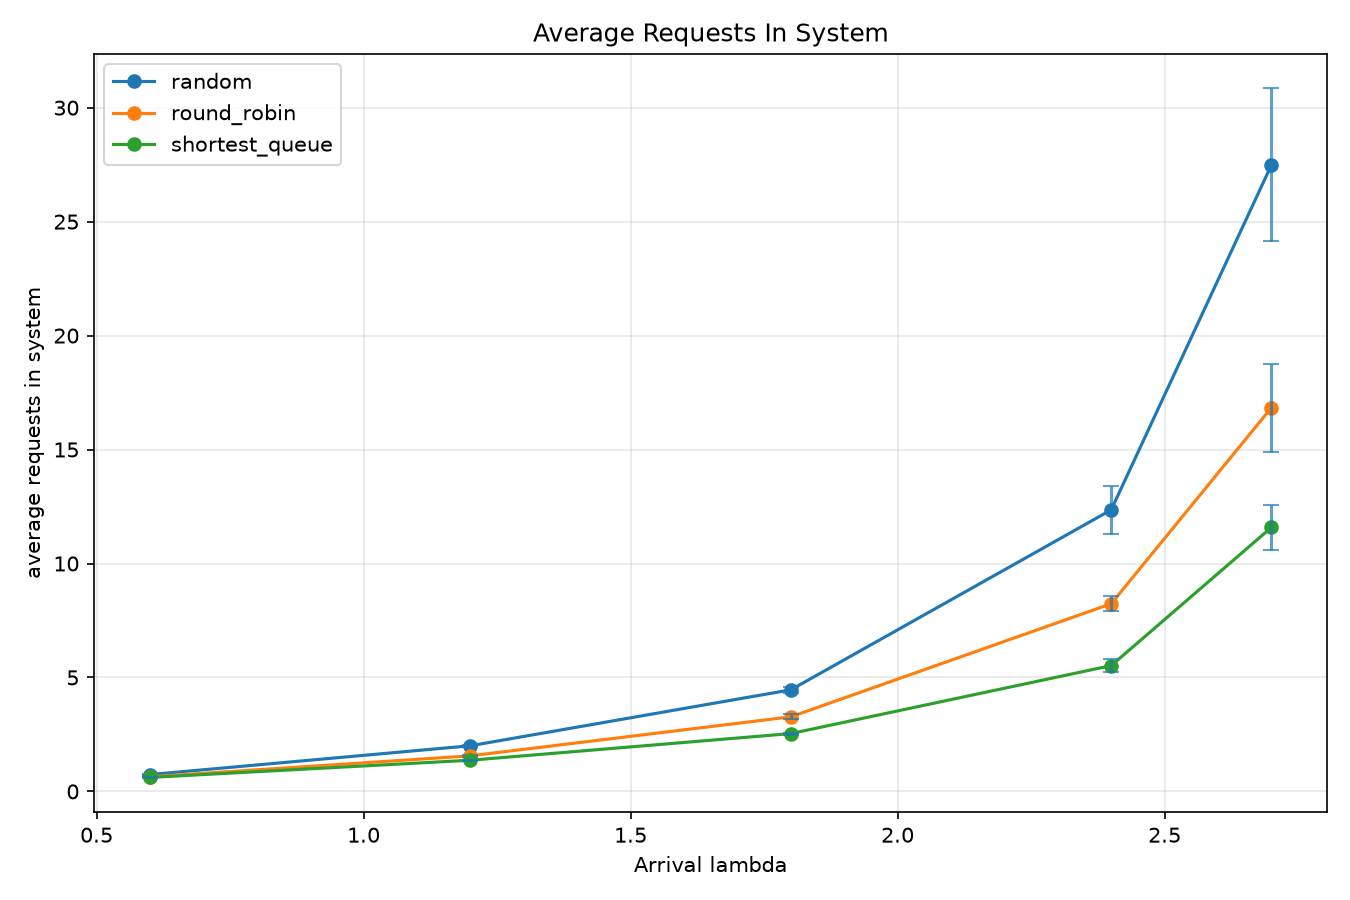 Average Requests In System
random
round_robin
shortest_queue
average requests in system
30
25
20
15
10
5
0
0.5
1.0
1.5
2.0
2.5
Arrival lambda